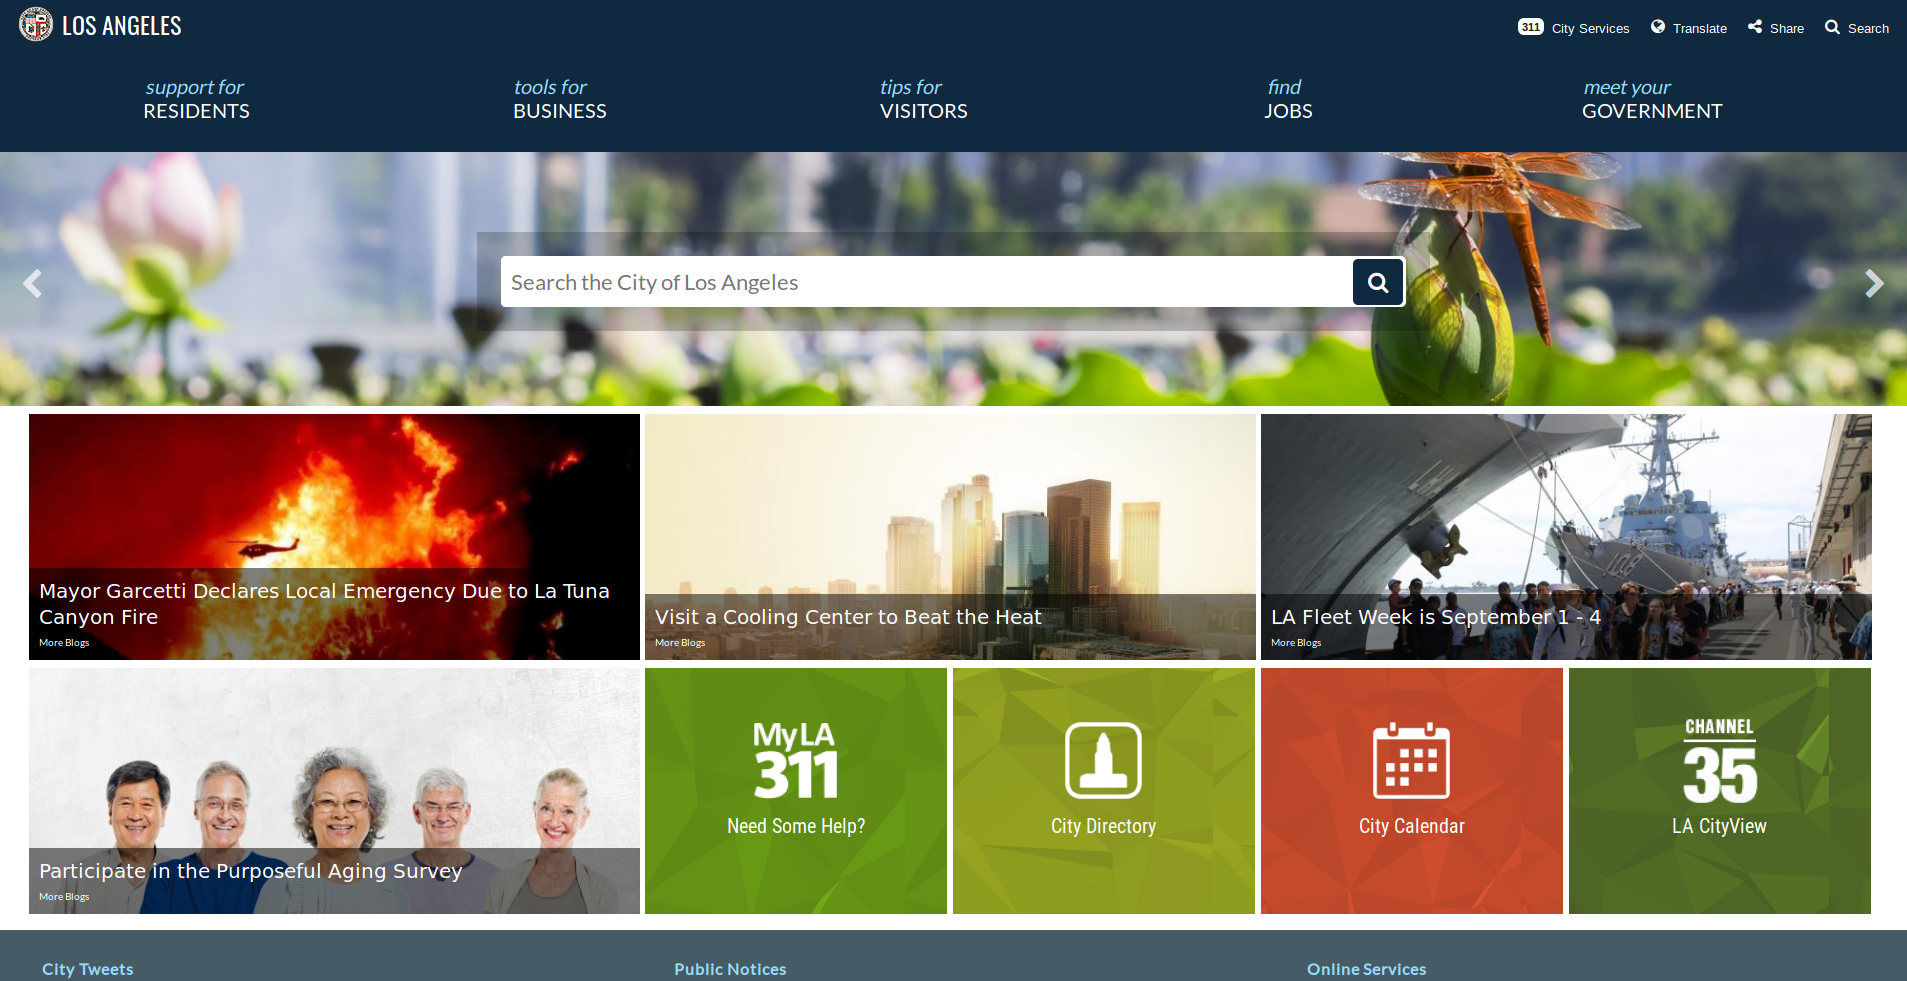 LOS ANGELES
311 City Services Translate Share Search
support for
RESIDENTS
tools for
BUSINESS
tips for
VISITORS
find
JOBS
meet your
GOVERNMENT
Search the City of Los Angeles
Mayor Garcetti Declares Local Emergency Due to La Tuna
Canyon Fire
More Blogs
Visit a Cooling Center to Beat the Heat
More Blogs
LA Fleet Week is September 1 - 4
More Blogs
Participate in the Purposeful Aging Survey
More Blogs
My LA
311
Need Some Help?
City Directory
City Calendar
CHANNEL
35
LA CityView
City Tweets
Public Notices
Online Services